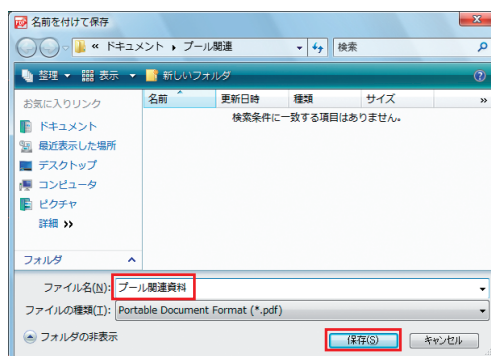 名前を付けて保存
« ドキュメント ▸ プール関連 検索
整理 ▼ 表示 ▼ 新しいフォルダ
お気に入りリンク
ドキュメント
最近表示した場所
デスクトップ
コンピュータ
ピクチャ
詳細 »
フォルダ
名前 更新日時 種類 サイズ »
検索条件に一致する項目はありません。
ファイル名(N): プール関連資料
ファイルの種類(T): Portable Document Format (*.pdf)
フォルダの非表示 保存(S) キャンセル